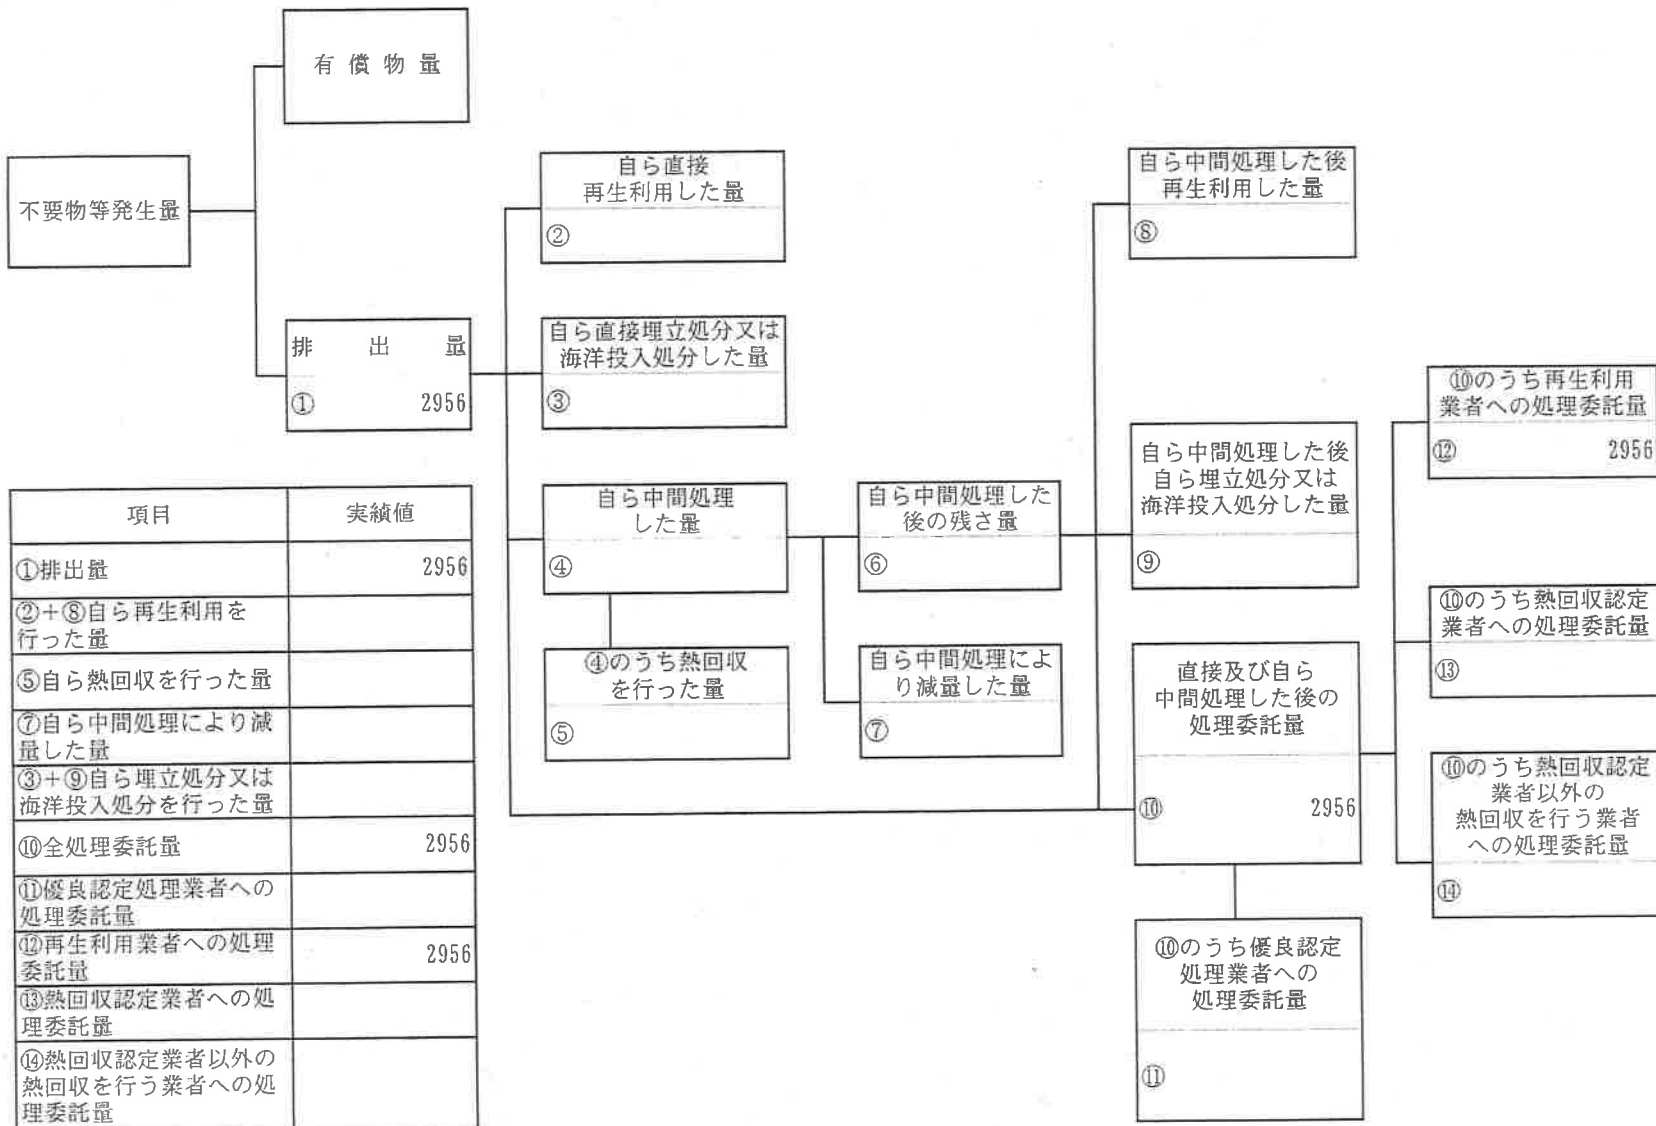 有償物量
不要物等発生量
排出量
① 2956
自ら直接
再生利用した量
②
自ら直接埋立処分又は
海洋投入処分した量
③
自ら中間処理
した量
④
④のうち熱回収
を行った量
⑤
自ら中間処理した
後の残さ量
⑥
自ら中間処理によ
り減量した量
⑦
自ら中間処理した後
再生利用した量
⑧
自ら中間処理した後
自ら埋立処分又は
海洋投入処分した量
⑨
直接及び自ら
中間処理した後の
処理委託量
⑩ 2956
⑩のうち優良認定
処理業者への
処理委託量
⑪
⑩のうち再生利用
業者への処理委託量
⑫ 2956
⑩のうち熱回収認定
業者への処理委託量
⑬
⑩のうち熱回収認定
業者以外の
熱回収を行う業者
への処理委託量
⑭
項目 実績値
①排出量 2956
②+⑧自ら再生利用を
行った量
⑤自ら熱回収を行った量
⑦自ら中間処理により減
量した量
③+⑨自ら埋立処分又は
海洋投入処分を行った量
⑩全処理委託量 2956
⑪優良認定処理業者への
処理委託量
⑫再生利用業者への処理
委託量 2956
⑬熱回収認定業者への処
理委託量
⑭熱回収認定業者以外の
熱回収を行う業者への処
理委託量